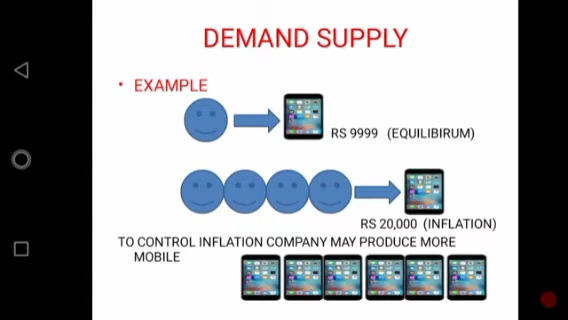 DEMAND SUPPLY
• EXAMPLE
RS 9999 (EQUILIBIRUM)
RS 20,000 (INFLATION)
TO CONTROL INFLATION COMPANY MAY PRODUCE MORE
MOBILE